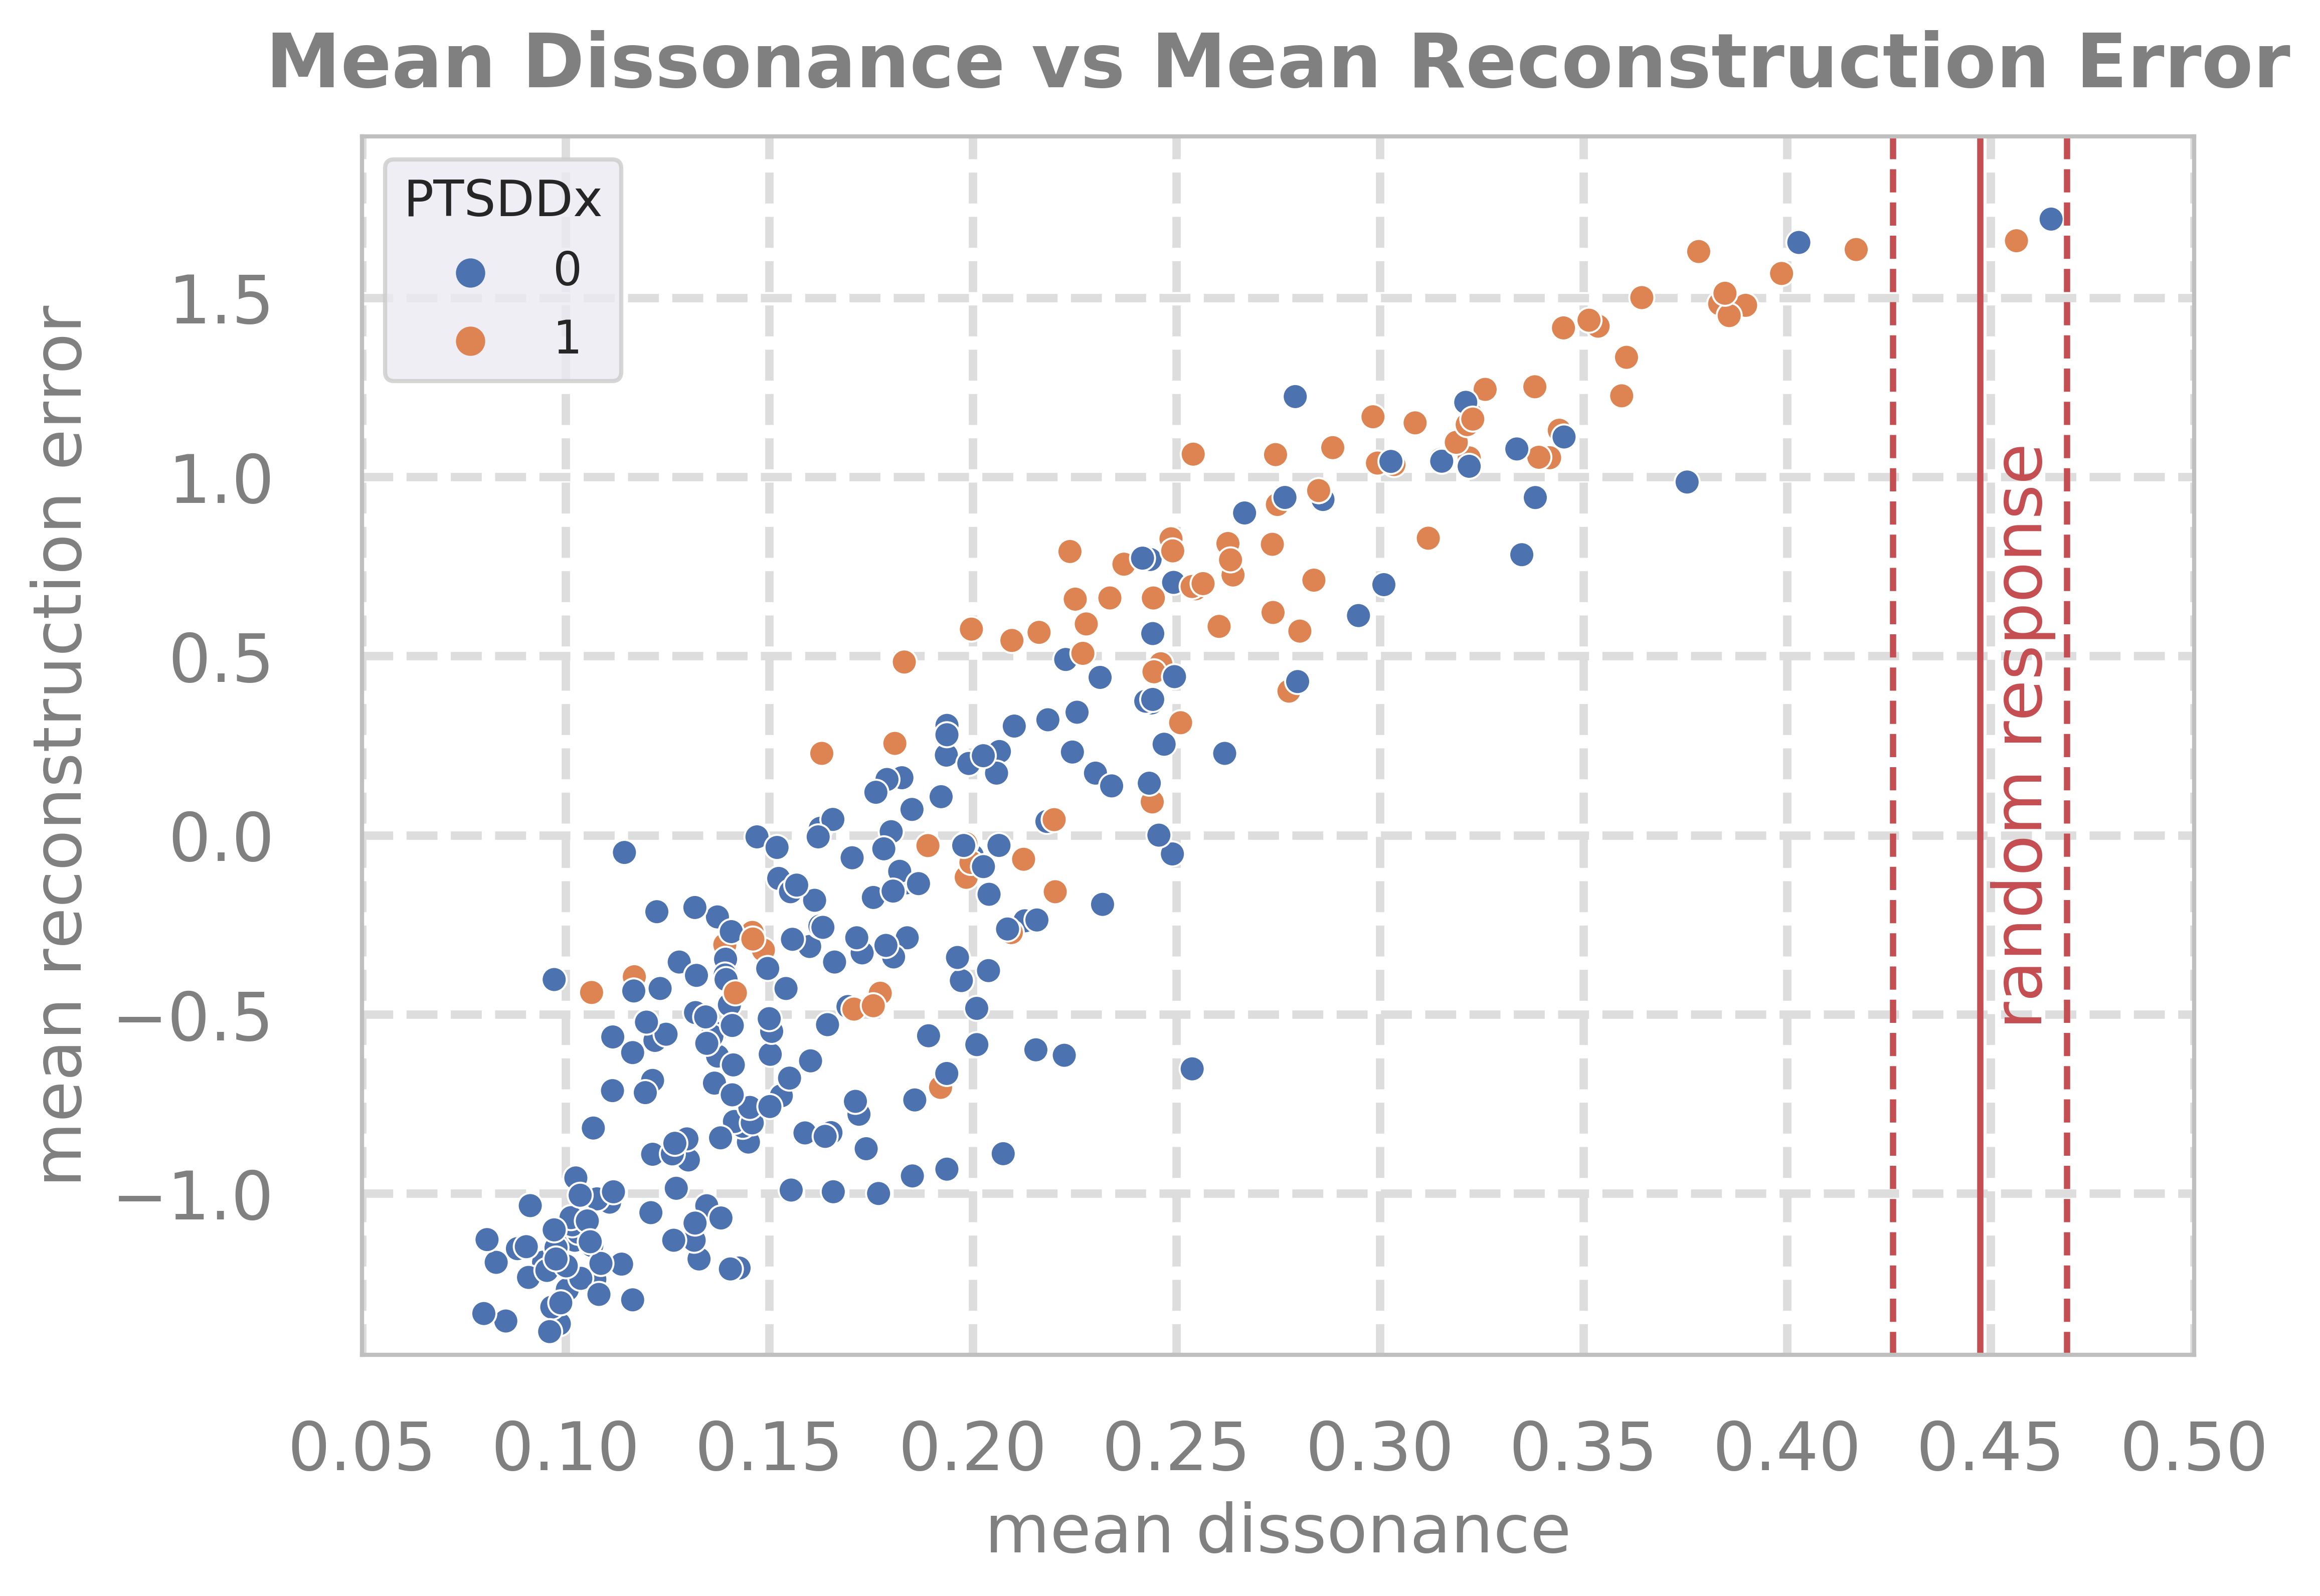 Mean Dissonance vs Mean Reconstruction Error
PTSDDx
0
1
mean reconstruction error
1.5
1.0
0.5
0.0
−0.5
−1.0
random response
0.05 0.10 0.15 0.20 0.25 0.30 0.35 0.40 0.45 0.50
mean dissonance